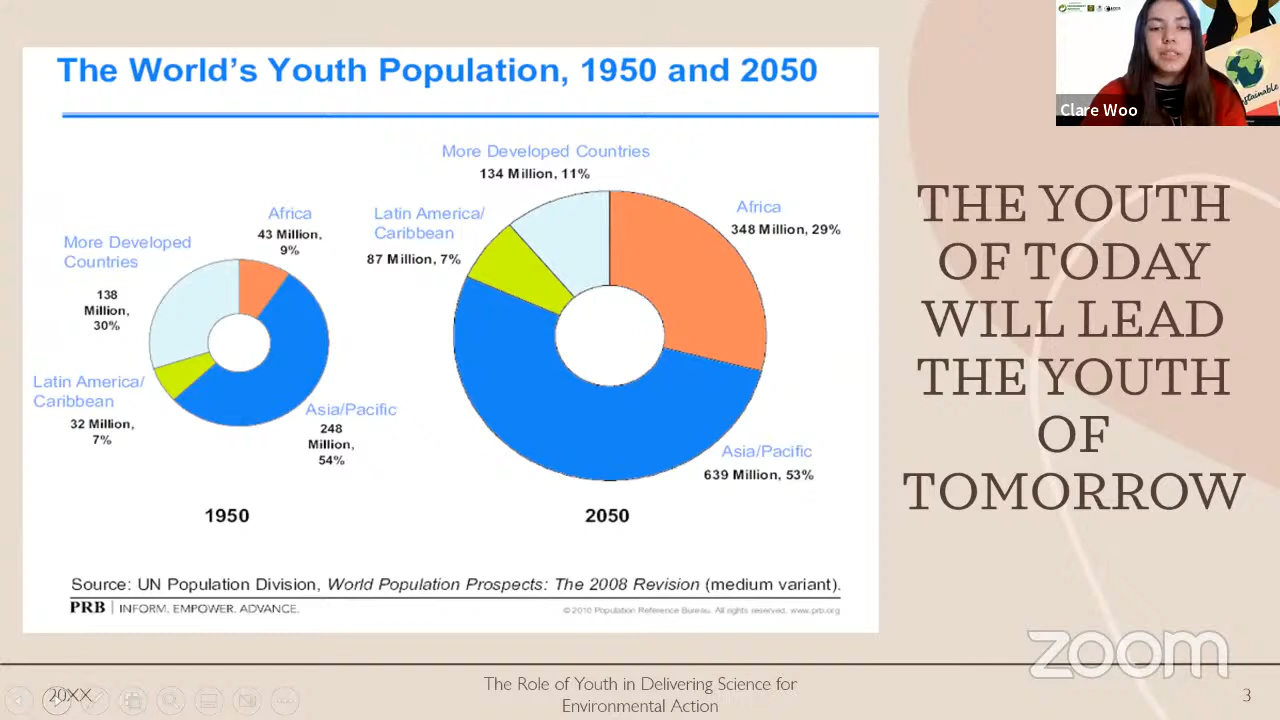 The World's Youth Population, 1950 and 2050
More Developed Countries
134 Million, 11%
Africa
348 Million, 29%
Latin America/
Caribbean
87 Million, 7%
Asia/Pacific
639 Million, 53%
2050
Africa
43 Million,
9%
More Developed
Countries
138
Million,
30%
Latin America/
Caribbean
32 Million,
7%
Asia/Pacific
248
Million,
54%
1950
Source: UN Population Division, World Population Prospects: The 2008 Revision (medium variant).
PRB | INFORM. EMPOWER. ADVANCE.
© 2010 Population Reference Bureau. All rights reserved. www.prb.org
Clare Woo
sustainable
THE YOUTH
OF TODAY
WILL LEAD
THE YOUTH
OF
TOMORROW
zoom
20XX
The Role of Youth in Delivering Science for
Environmental Action
3